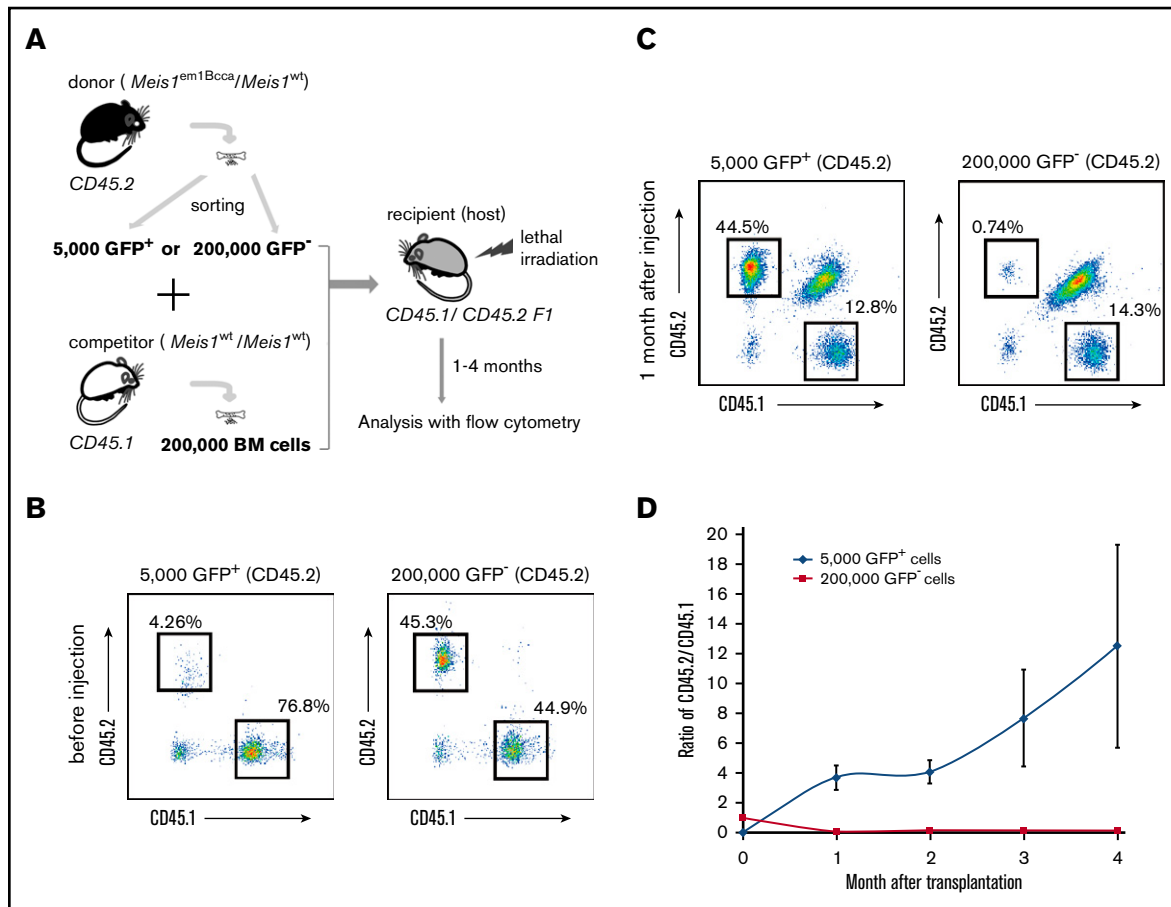 A
donor ( Meis1em1Bcca/Meis1wt)
CD45.2
sorting
5,000 GFP+ or 200,000 GFP-
competitor ( Meis1wt /Meis1wt)
CD45.1
200,000 BM cells
recipient (host)
lethal
irradiation
CD45.1/ CD45.2 F1
1-4 months
Analysis with flow cytometry
B
before injection
5,000 GFP+ (CD45.2)
4.26%
76.8%
CD45.2
CD45.1
200,000 GFP- (CD45.2)
45.3%
44.9%
CD45.2
CD45.1
C
1 month after injection
5,000 GFP+ (CD45.2)
44.5%
12.8%
CD45.2
CD45.1
200,000 GFP- (CD45.2)
0.74%
14.3%
CD45.2
CD45.1
D
Ratio of CD45.2/CD45.1
20
18
16
14
12
10
8
6
4
2
0
5,000 GFP+ cells
200,000 GFP- cells
0 1 2 3 4
Month after transplantation